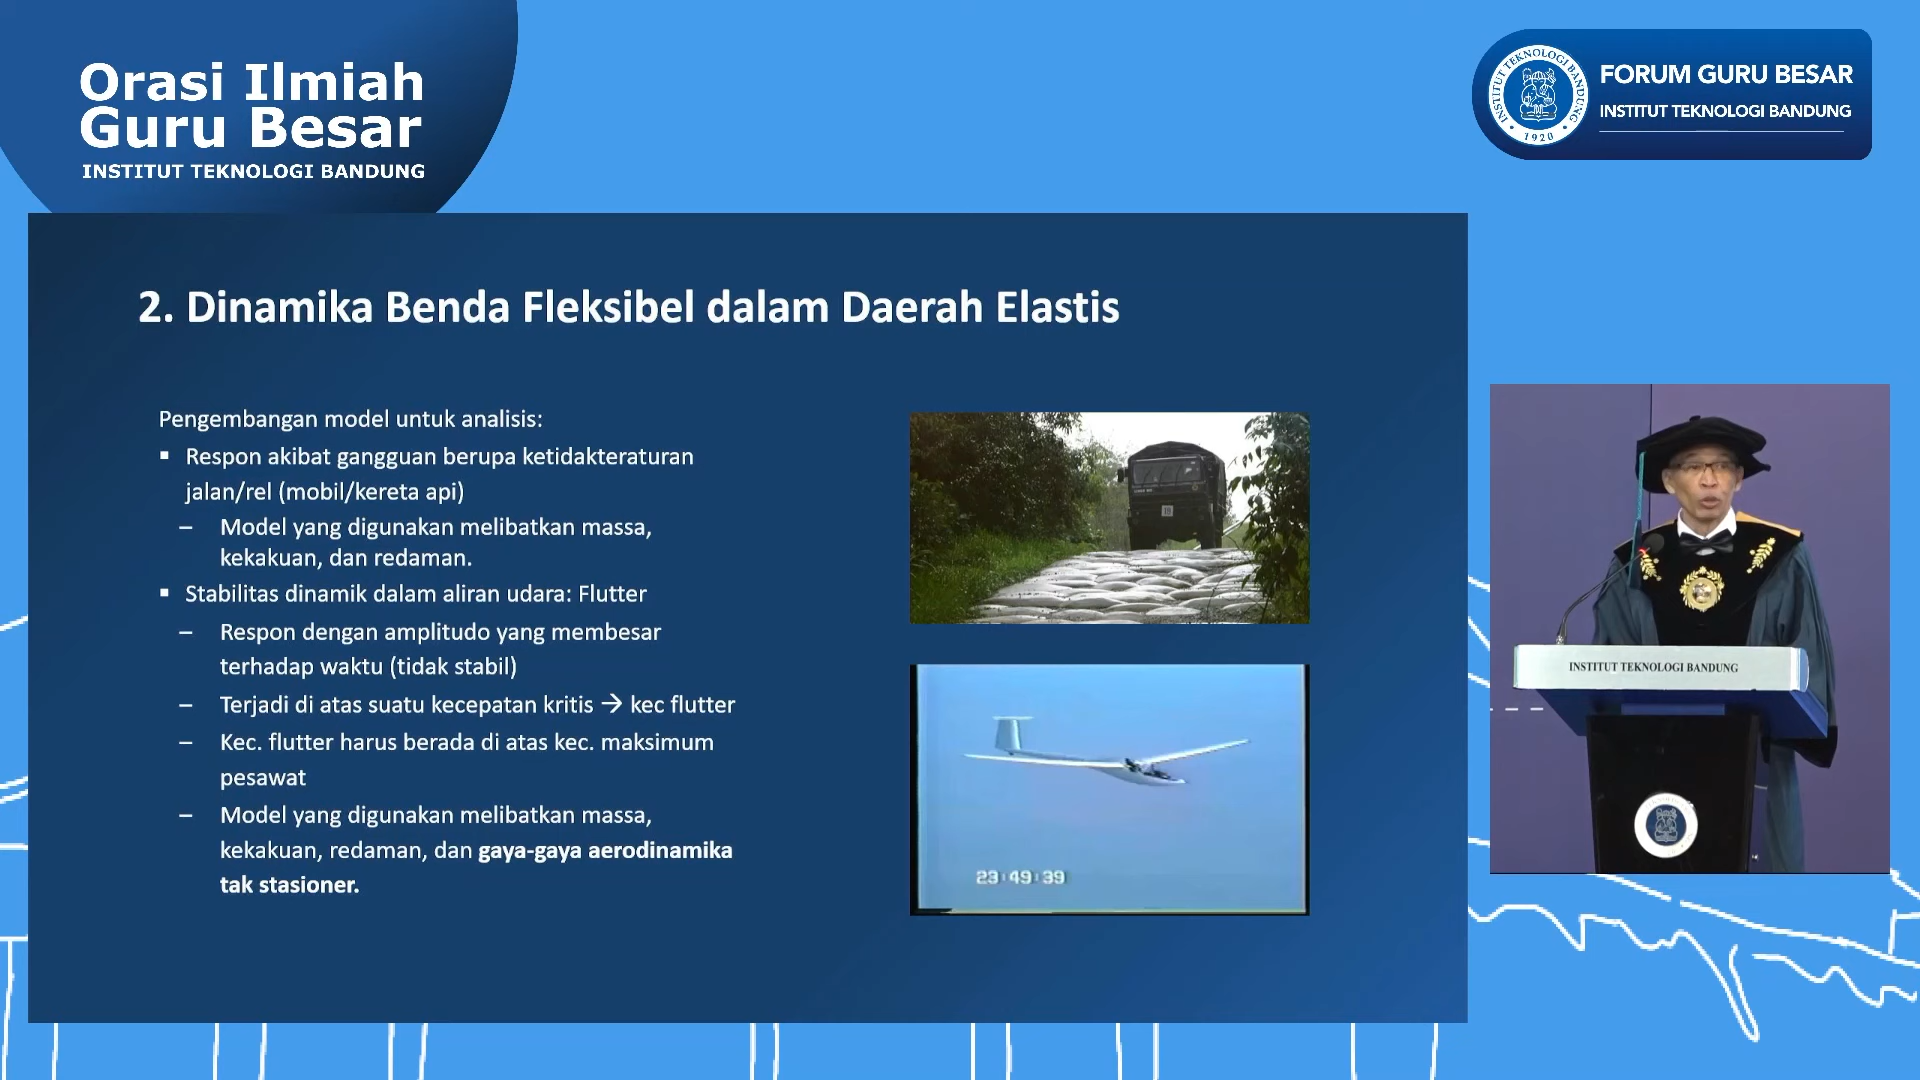 Orasi Ilmiah
Guru Besar
INSTITUT TEKNOLOGI BANDUNG
INSTITUT TEKNOLOGI BANDUNG
1920
FORUM GURU BESAR
INSTITUT TEKNOLOGI BANDUNG
2. Dinamika Benda Fleksibel dalam Daerah Elastis
Pengembangan model untuk analisis:
▪ Respon akibat gangguan berupa ketidakteraturan
jalan/rel (mobil/kereta api)
– Model yang digunakan melibatkan massa,
kekakuan, dan redaman.
▪ Stabilitas dinamik dalam aliran udara: Flutter
– Respon dengan amplitudo yang membesar
terhadap waktu (tidak stabil)
– Terjadi di atas suatu kecepatan kritis → kec flutter
– Kec. flutter harus berada di atas kec. maksimum
pesawat
– Model yang digunakan melibatkan massa,
kekakuan, redaman, dan gaya-gaya aerodinamika
tak stasioner.
23:49:39
INSTITUT TEKNOLOGI BANDUNG